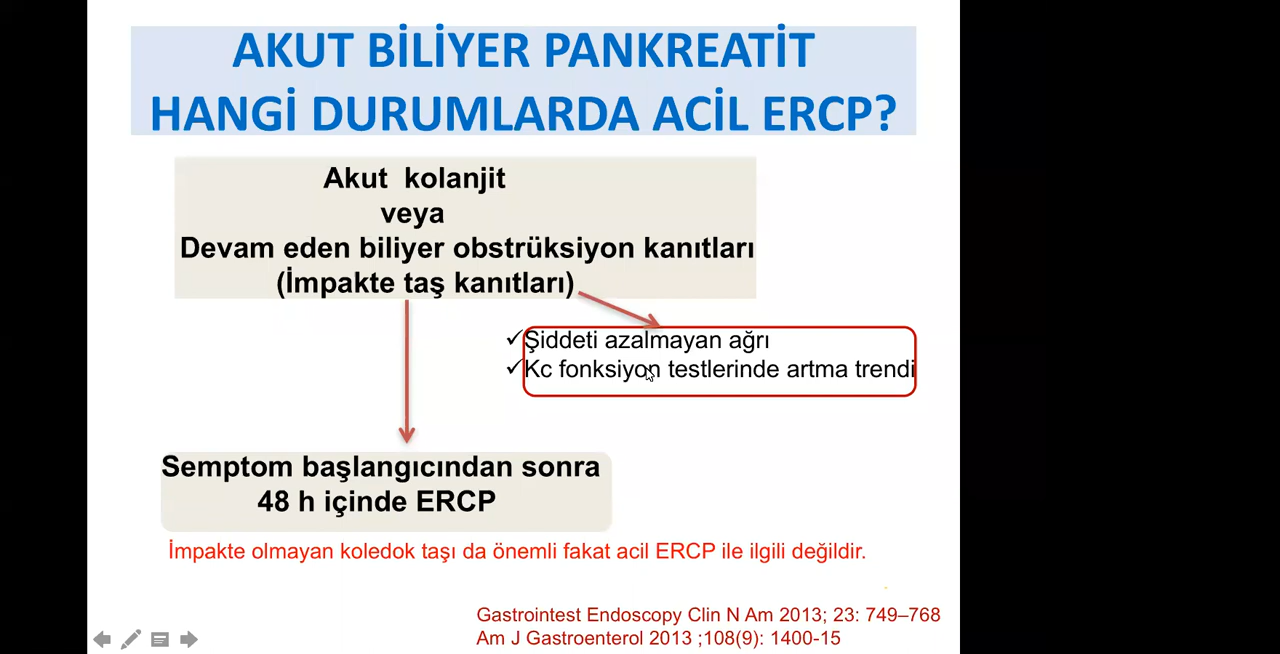 AKUT BİLİYER PANKREATİT
HANGİ DURUMLARDA ACİL ERCP?
Akut kolanjit
veya
Devam eden biliyer obstrüksiyon kanıtları
(İmpakte taş kanıtları)
✓Şiddeti azalmayan ağrı
✓Kc fonksiyon testlerinde artma trendi
Semptom başlangıcından sonra
48 h içinde ERCP
İmpakte olmayan koledok taşı da önemli fakat acil ERCP ile ilgili değildir.
Gastrointest Endoscopy Clin N Am 2013; 23: 749–768
Am J Gastroenterol 2013 ;108(9): 1400-15